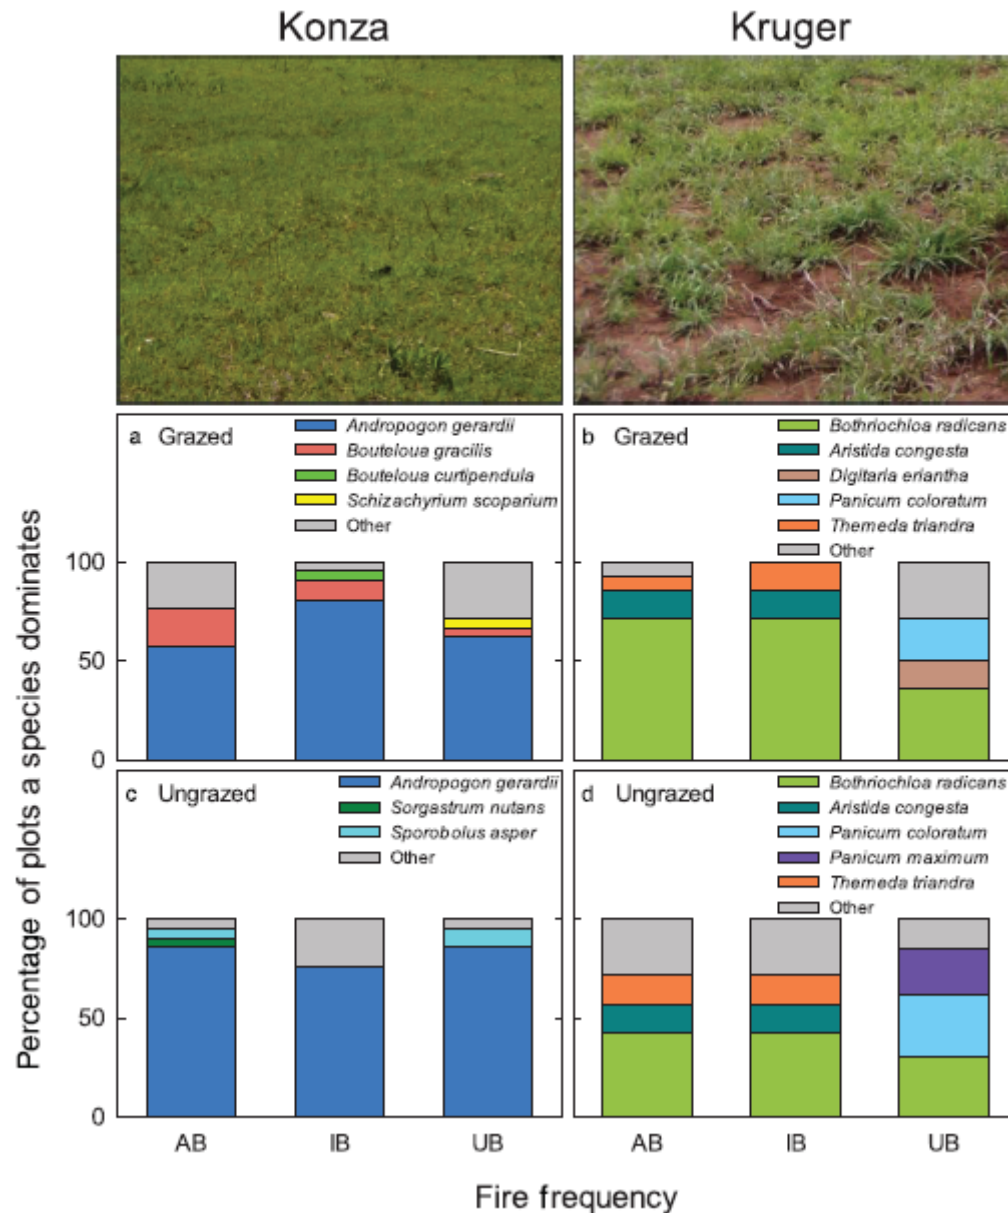 Konza
Kruger
a Grazed
Andropogon gerardii
Bouteloua gracilis
Bouteloua curtipendula
Schizachyrium scoparium
Other
b Grazed
Bothriochloa radicans
Aristida congesta
Digitaria eriantha
Panicum coloratum
Themeda triandra
Other
100
50
0
c Ungrazed
Andropogon gerardii
Sorgastrum nutans
Sporobolus asper
Other
d Ungrazed
Bothriochloa radicans
Aristida congesta
Panicum coloratum
Panicum maximum
Themeda triandra
Other
100
50
0
Percentage of plots a species dominates
AB
IB
UB
AB
IB
UB
Fire frequency